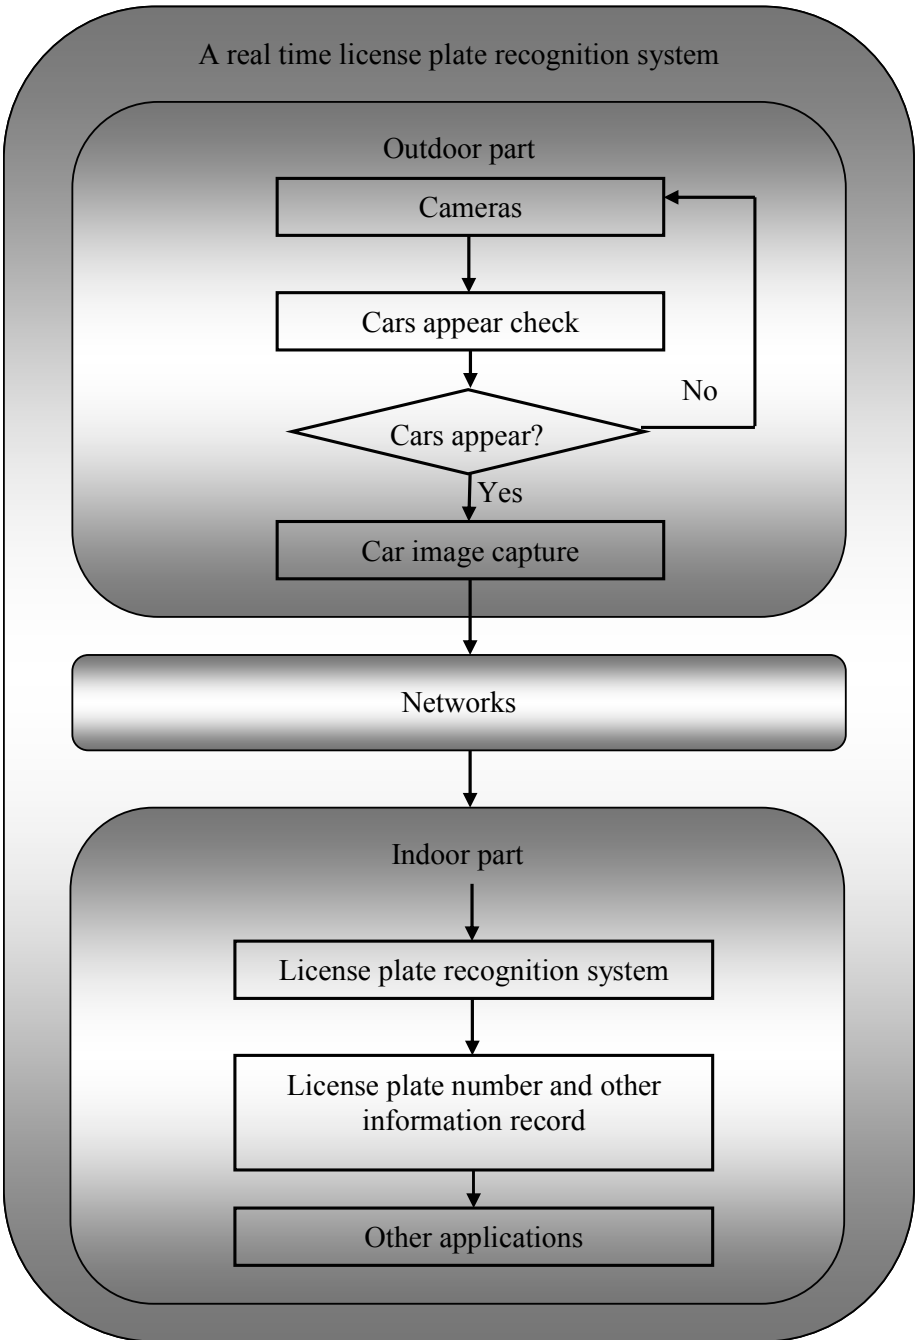 A real time license plate recognition system
Outdoor part
Cameras
Cars appear check
No
Cars appear?
Yes
Car image capture
Networks
Indoor part
License plate recognition system
License plate number and other
information record
Other applications